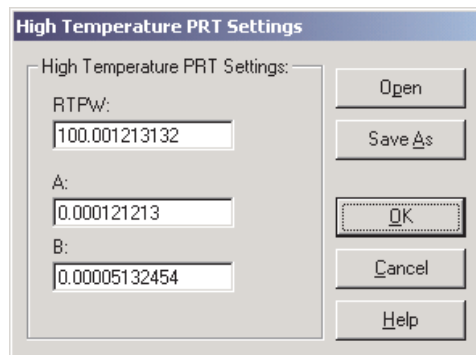 High Temperature PRT Settings
High Temperature PRT Settings:
RTPW:
100.001213132
A:
0.000121213
B:
0.00005132454
Open
Save As
OK
Cancel
Help